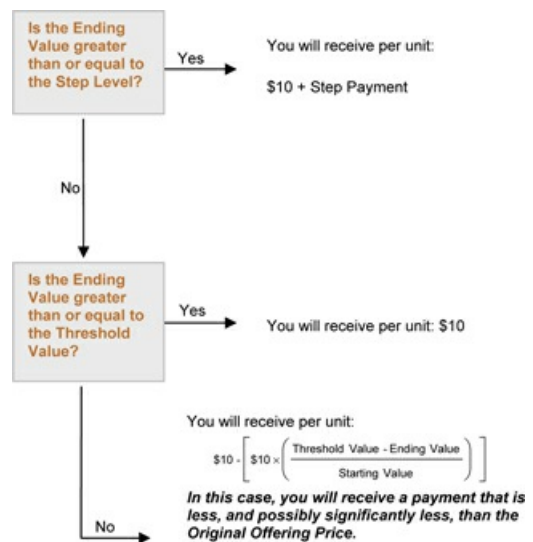 Is the Ending
Value greater
than or equal to
the Step Level?
Yes
You will receive per unit:
$10 + Step Payment
No
Is the Ending
Value greater
than or equal to
the Threshold
Value?
Yes
You will receive per unit: $10
You will receive per unit:
$10 - [ $10 × ( Threshold Value - Ending Value
Starting Value ) ]
In this case, you will receive a payment that is
less, and possibly significantly less, than the
Original Offering Price.
No